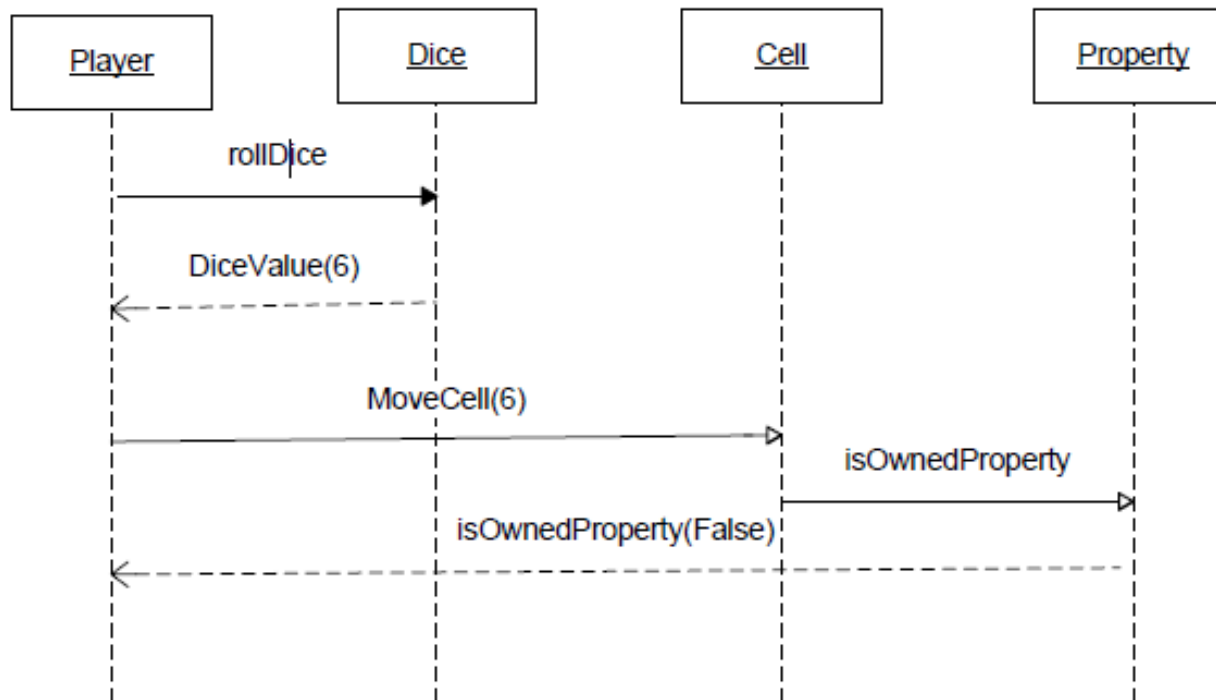 Player
Dice
Cell
Property
rollDice
DiceValue(6)
MoveCell(6)
isOwnedProperty
isOwnedProperty(False)